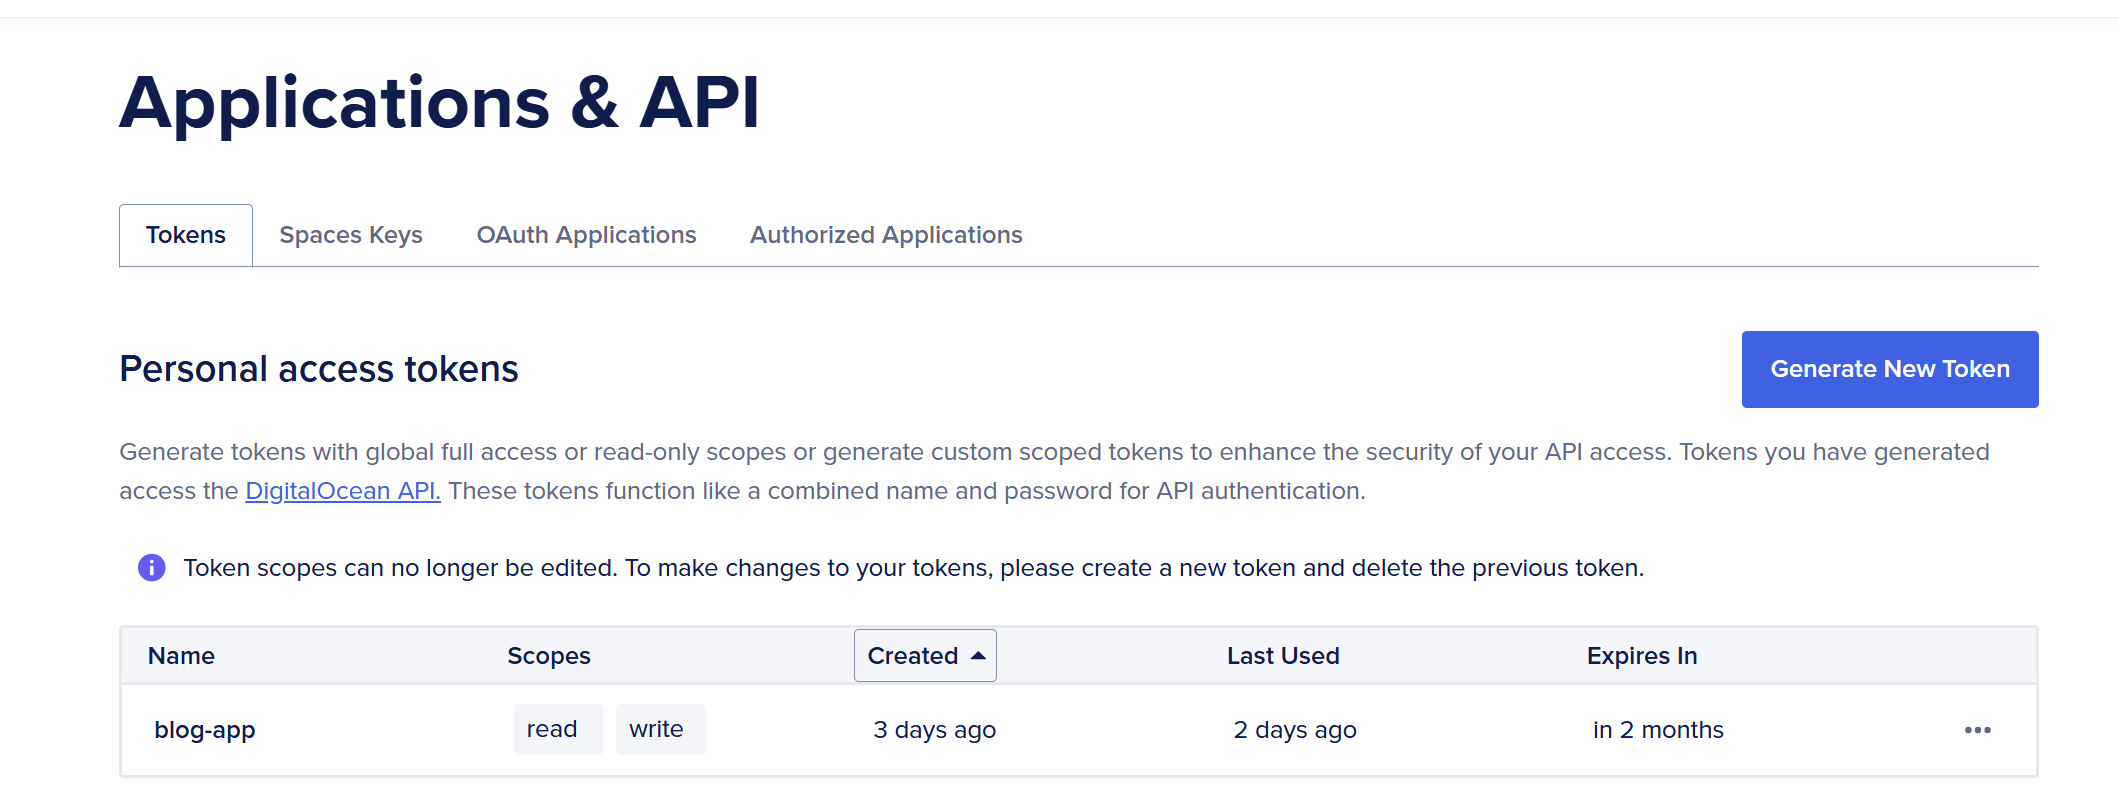 Applications & API
Tokens Spaces Keys OAuth Applications Authorized Applications
Personal access tokens
Generate New Token
Generate tokens with global full access or read-only scopes or generate custom scoped tokens to enhance the security of your API access. Tokens you have generated
access the DigitalOcean API. These tokens function like a combined name and password for API authentication.
Token scopes can no longer be edited. To make changes to your tokens, please create a new token and delete the previous token.
Name Scopes Created Last Used Expires In
blog-app read write 3 days ago 2 days ago in 2 months